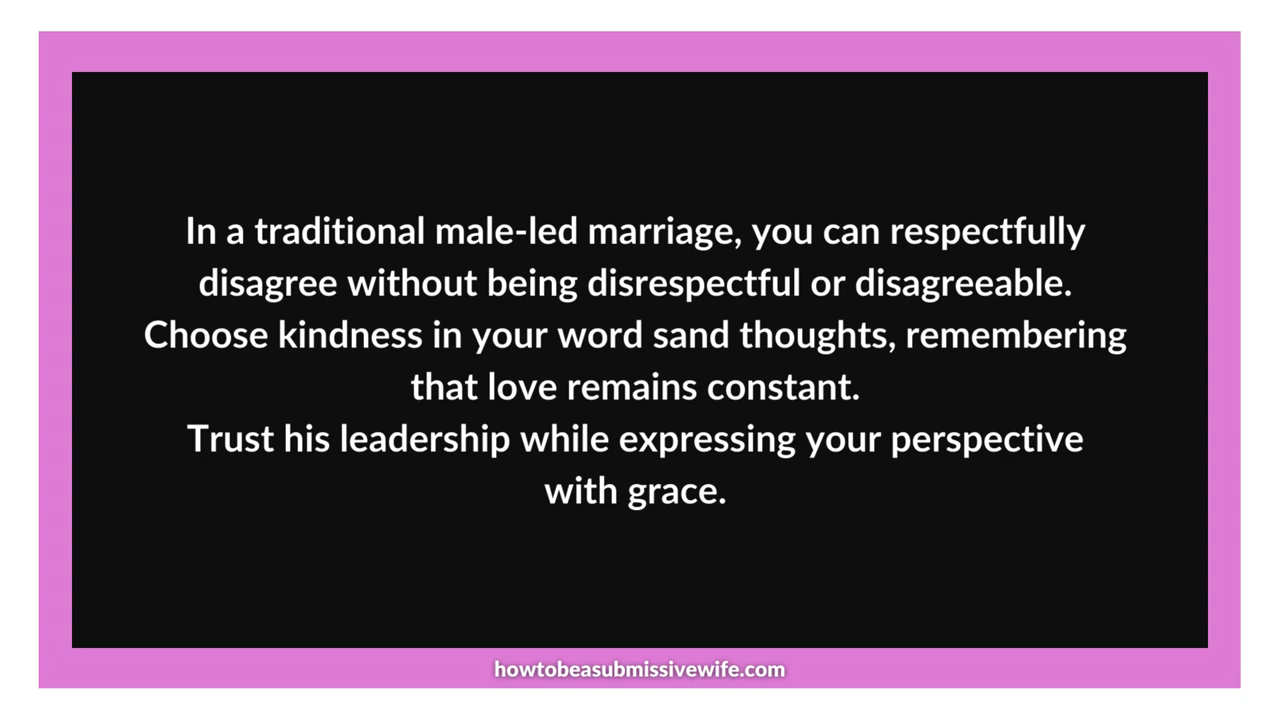 In a traditional male-led marriage, you can respectfully
disagree without being disrespectful or disagreeable.
Choose kindness in your word sand thoughts, remembering
that love remains constant.
Trust his leadership while expressing your perspective
with grace.
howtobeasubmissivewife.com